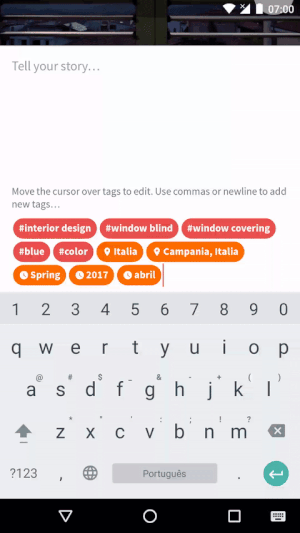 07:00
Tell your story...
Move the cursor over tags to edit. Use commas or newline to add
new tags...
#interior design #window blind #window covering
#blue #color Italia Campania, Italia
Spring 2017 abril
1 2 3 4 5 6 7 8 9 0
q w e r t y u i o p
@ # $ - & - + ( )
a s d f g h j k l
* " ' : ; ! ?
z x c v b n m
?123 , Português .